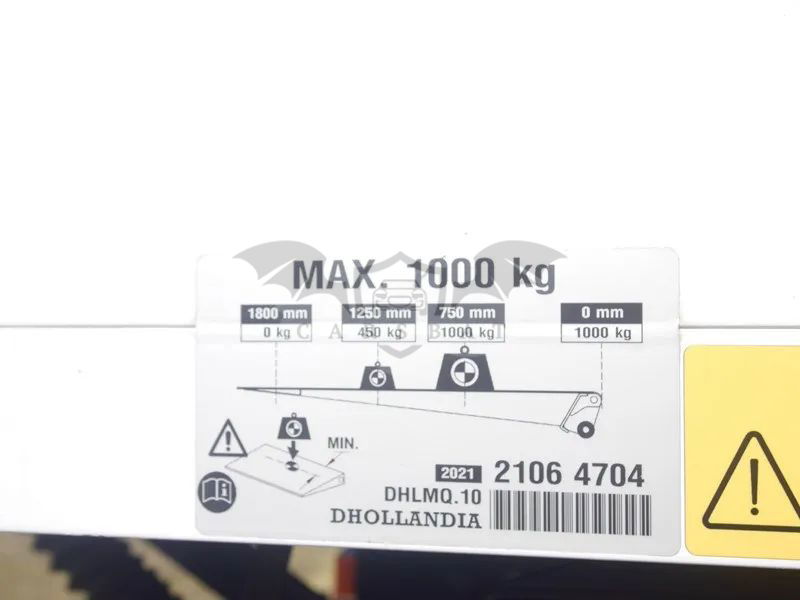 MAX. 1000 kg
1800 mm 1250 mm 750 mm 0 mm
0 kg 450 kg 1000 kg 1000 kg
CARSBAT
MIN.
2021 2106 4704
DHLMQ.10
DHOLLANDIA